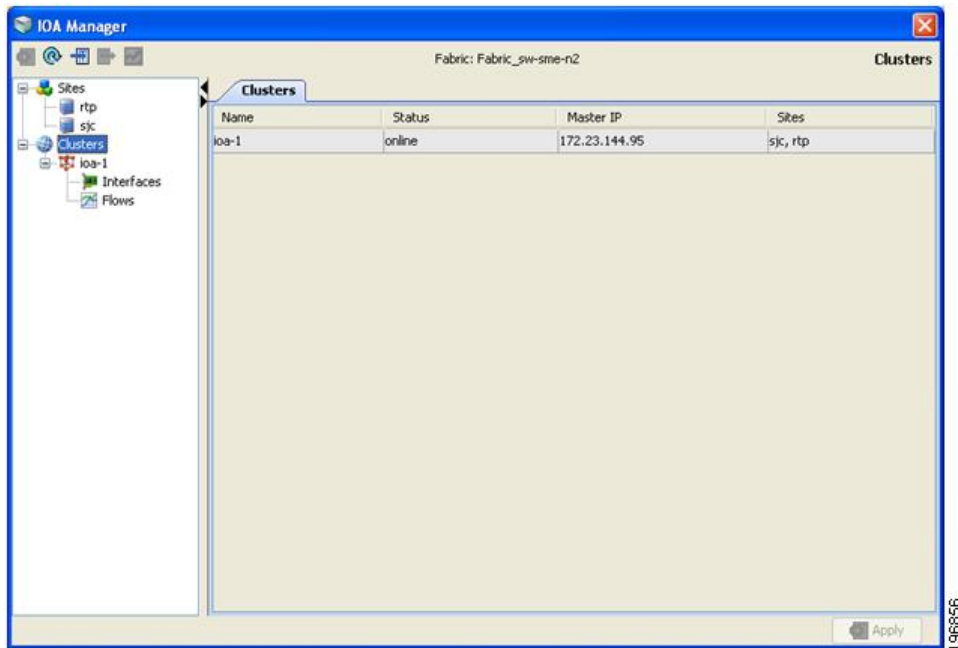 IOA Manager
Fabric: Fabric_sw-sme-n2
Clusters
Sites
rtp
sjc
Clusters
ioa-1
Interfaces
Flows
Clusters
Name Status Master IP Sites
ioa-1 online 172.23.144.95 sjc, rtp
Apply
196856